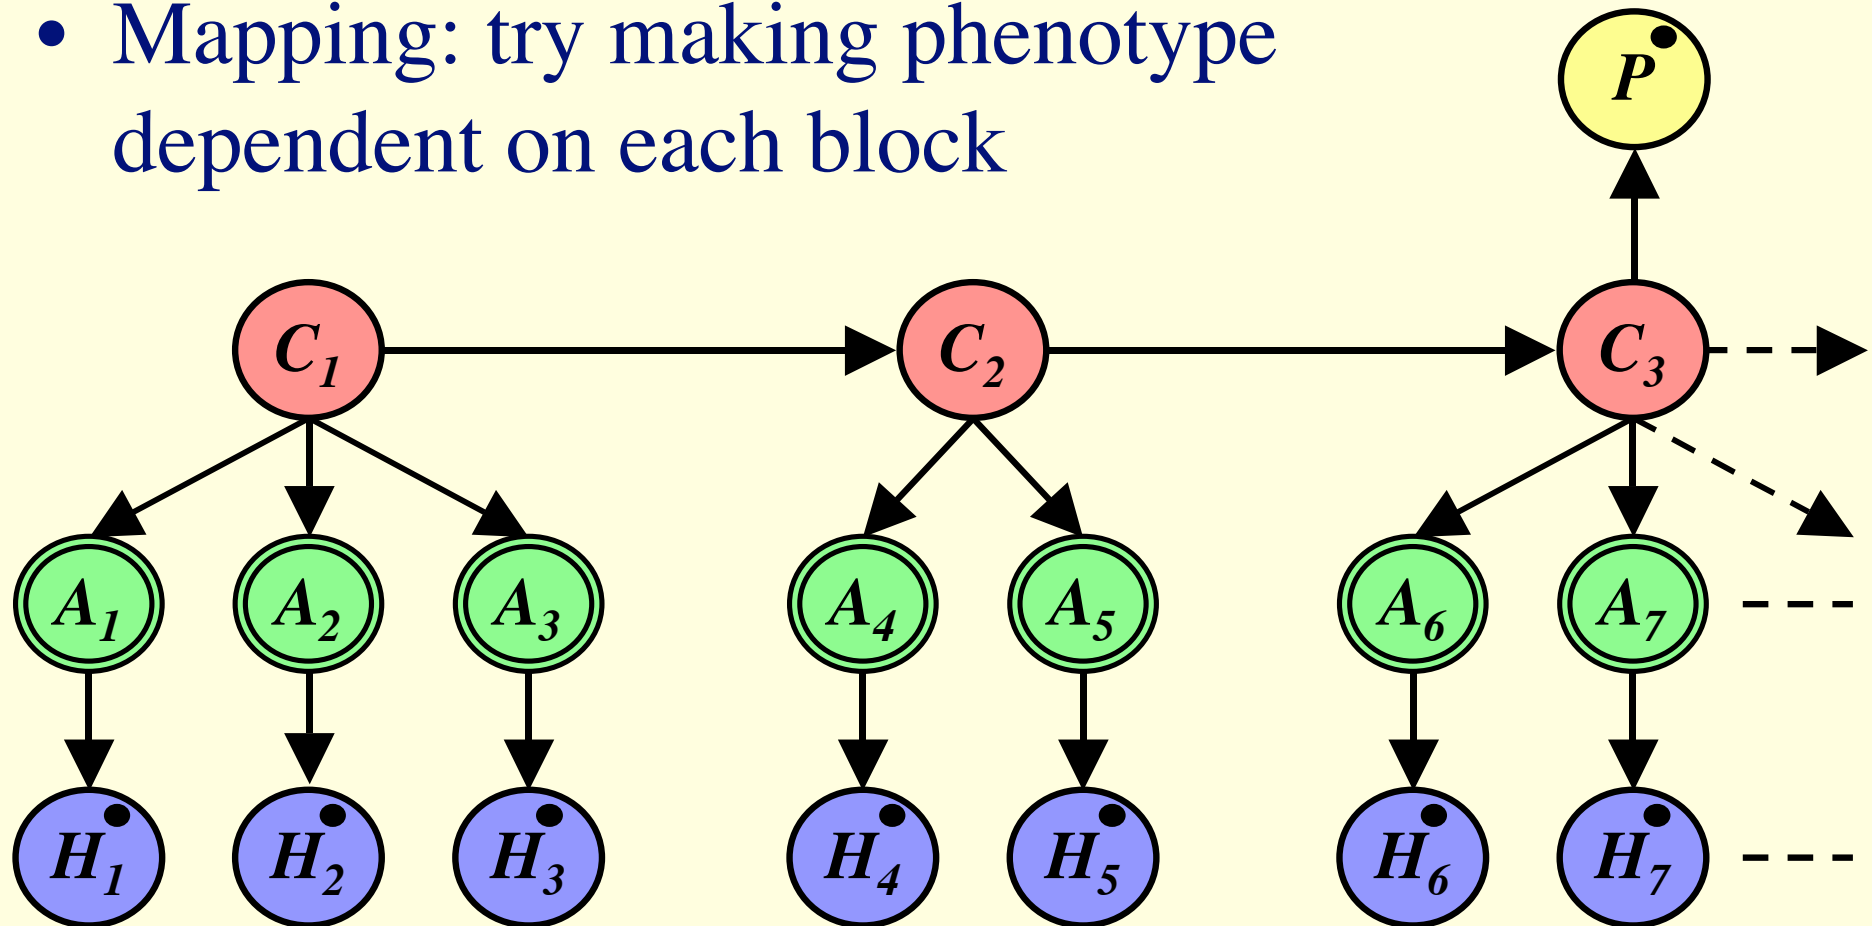 • Mapping: try making phenotype
dependent on each block
P
C1 C2 C3
A1 A2 A3 A4 A5 A6 A7
H1 H2 H3 H4 H5 H6 H7